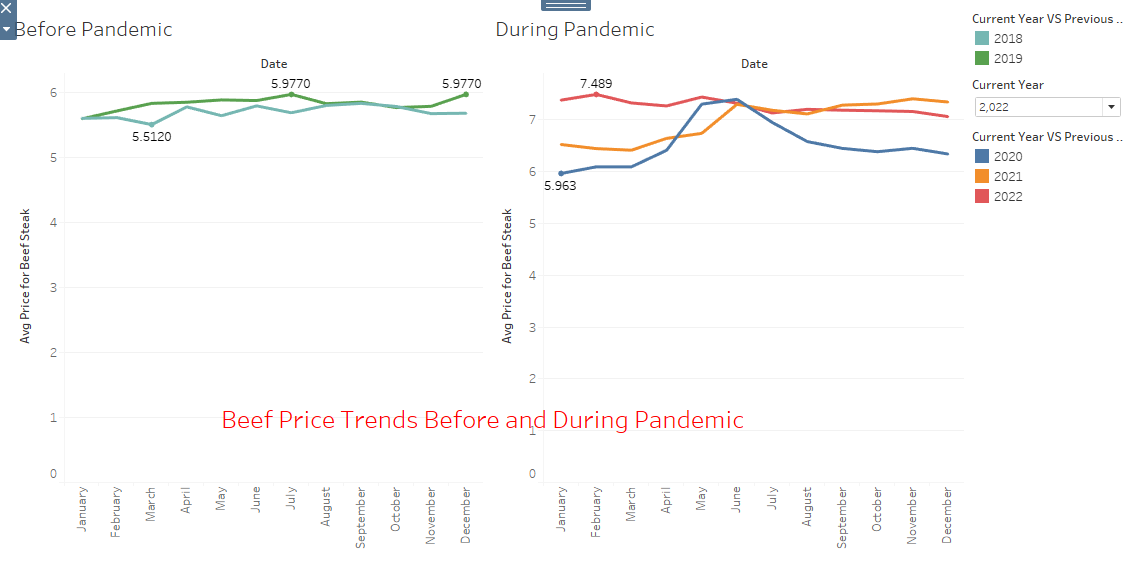 Before Pandemic
Date
5.9770
5.9770
5.5120
6
5
4
3
2
1
0
Avg Price for Beef Steak
January
February
March
April
May
June
July
August
September
October
November
December
During Pandemic
Date
7.489
5.963
7
6
5
4
3
2
1
0
Avg Price for Beef Steak
January
February
March
April
May
June
July
August
September
October
November
December
Beef Price Trends Before and During Pandemic
Current Year VS Previous ..
2018
2019
Current Year
2,022
Current Year VS Previous ..
2020
2021
2022